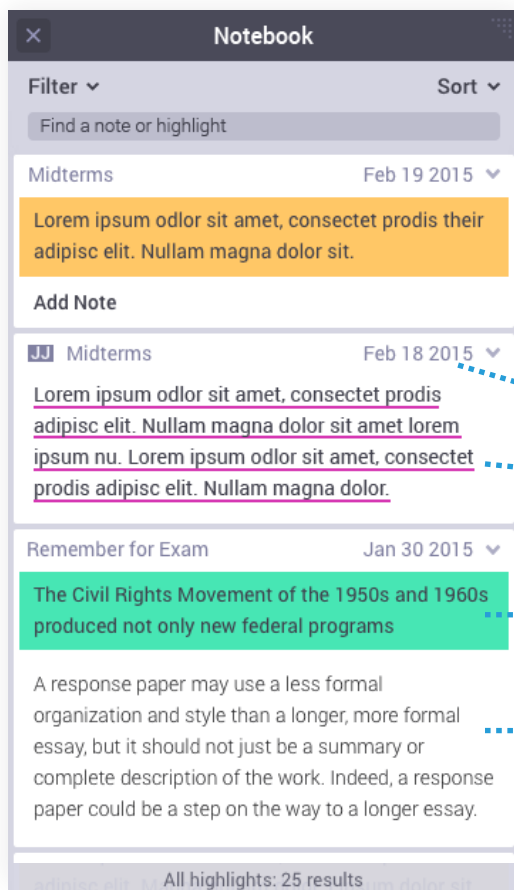 Notebook
Filter
Sort
Find a note or highlight
Midterms
Feb 19 2015
Lorem ipsum odlor sit amet, consectet prodis their
adipisc elit. Nullam magna dolor sit.
Add Note
JJ Midterms
Feb 18 2015
Lorem ipsum odlor sit amet, consectet prodis
adipisc elit. Nullam magna dolor sit amet lorem
ipsum nu. Lorem ipsum odlor sit amet, consectet
prodis adipisc elit. Nullam magna dolor.
Remember for Exam
Jan 30 2015
The Civil Rights Movement of the 1950s and 1960s
produced not only new federal programs
A response paper may use a less formal
organization and style than a longer, more formal
essay, but it should not just be a summary or
complete description of the work. Indeed, a response
paper could be a step on the way to a longer essay.
All highlights: 25 results